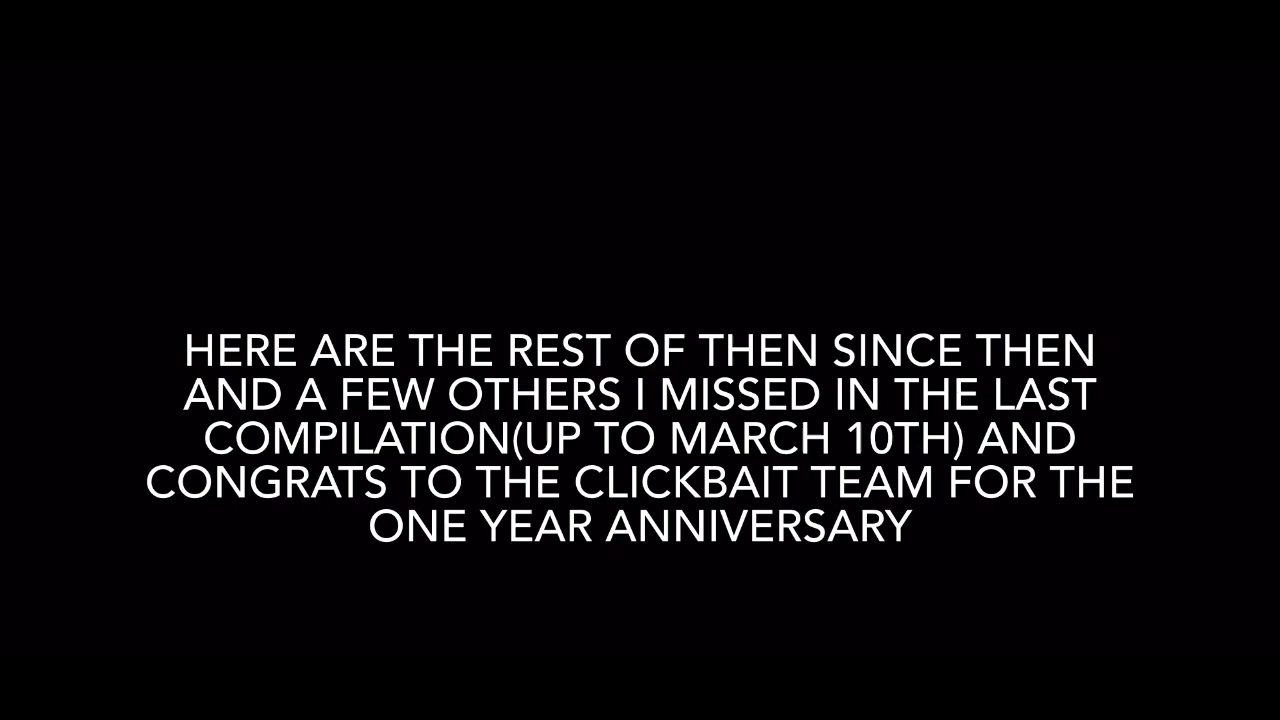 HERE ARE THE REST OF THEN SINCE THEN
AND A FEW OTHERS I MISSED IN THE LAST
COMPILATION(UP TO MARCH 10TH) AND
CONGRATS TO THE CLICKBAIT TEAM FOR THE
ONE YEAR ANNIVERSARY